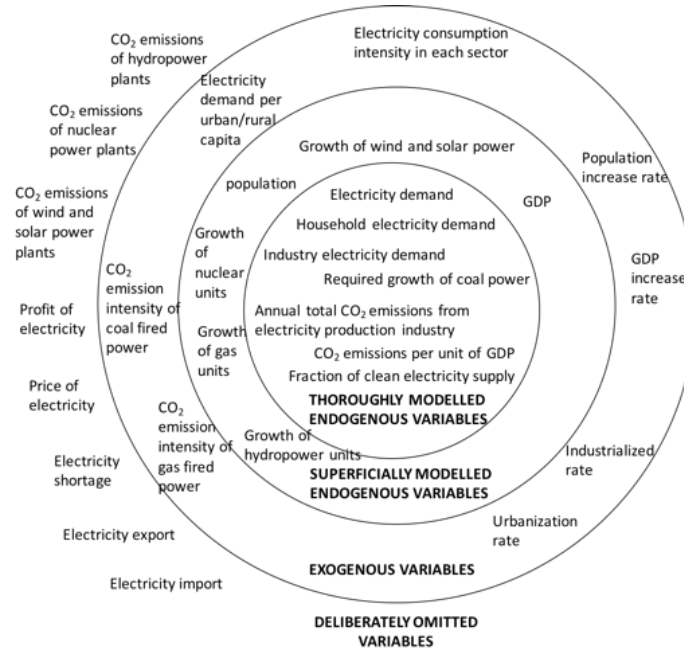 CO₂ emissions
of hydropower
plants
Electricity consumption
intensity in each sector
Electricity
demand per
urban/rural
capita
CO₂ emissions
of nuclear
power plants
Growth of wind and solar power
Population
increase rate
population
Electricity demand
GDP
CO₂ emissions
of wind and
solar power
plants
Household electricity demand
Growth
of
nuclear
units
Industry electricity demand
Required growth of coal power
GDP
increase
rate
CO₂
emission
intensity of
coal fired
power
Profit of
electricity
Annual total CO₂ emissions from
electricity production industry
Growth
of gas
units
CO₂ emissions per unit of GDP
Fraction of clean electricity supply
THOROUGHLY MODELLED
ENDOGENOUS VARIABLES
Price of
electricity
CO₂
emission
intensity of
gas fired
power
Growth of
hydropower units
Industrialized
rate
Electricity
shortage
SUPERFICIALLY MODELLED
ENDOGENOUS VARIABLES
Urbanization
rate
Electricity export
EXOGENOUS VARIABLES
Electricity import
DELIBERATELY OMITTED
VARIABLES